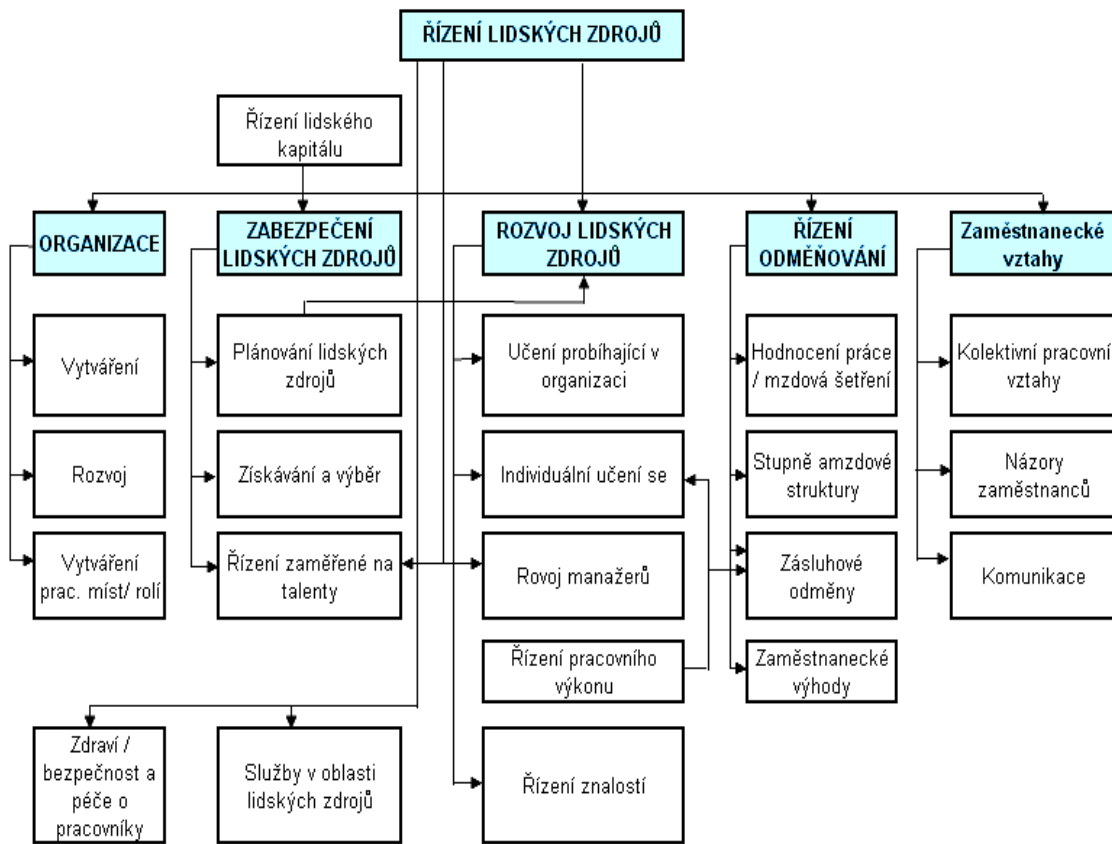 ŘÍZENÍ LIDSKÝCH ZDROJŮ
Řízení lidského
kapitálu
ORGANIZACE
ZABEZPEČENÍ
LIDSKÝCH ZDROJŮ
ROZVOJ LIDSKÝCH
ZDROJŮ
ŘÍZENÍ
ODMĚŇOVÁNÍ
Zaměstnanecké
vztahy
Vytváření
Plánování lidských
zdrojů
Učení probíhající v
organizaci
Hodnocení práce
/ mzdová šetření
Kolektivní pracovní
vztahy
Rozvoj
Získávání a výběr
Individuální učení se
Stupně amzdové
struktury
Názory
zaměstnanců
Vytváření
prac. míst/ rolí
Řízení zaměřené na
talenty
Rovoj manažerů
Zásluhové
odměny
Komunikace
Řízení pracovního
výkonu
Zaměstnanecké
výhody
Zdraví /
bezpečnost a
péče o
pracovníky
Služby v oblasti
lidských zdrojů
Řízení znalostí